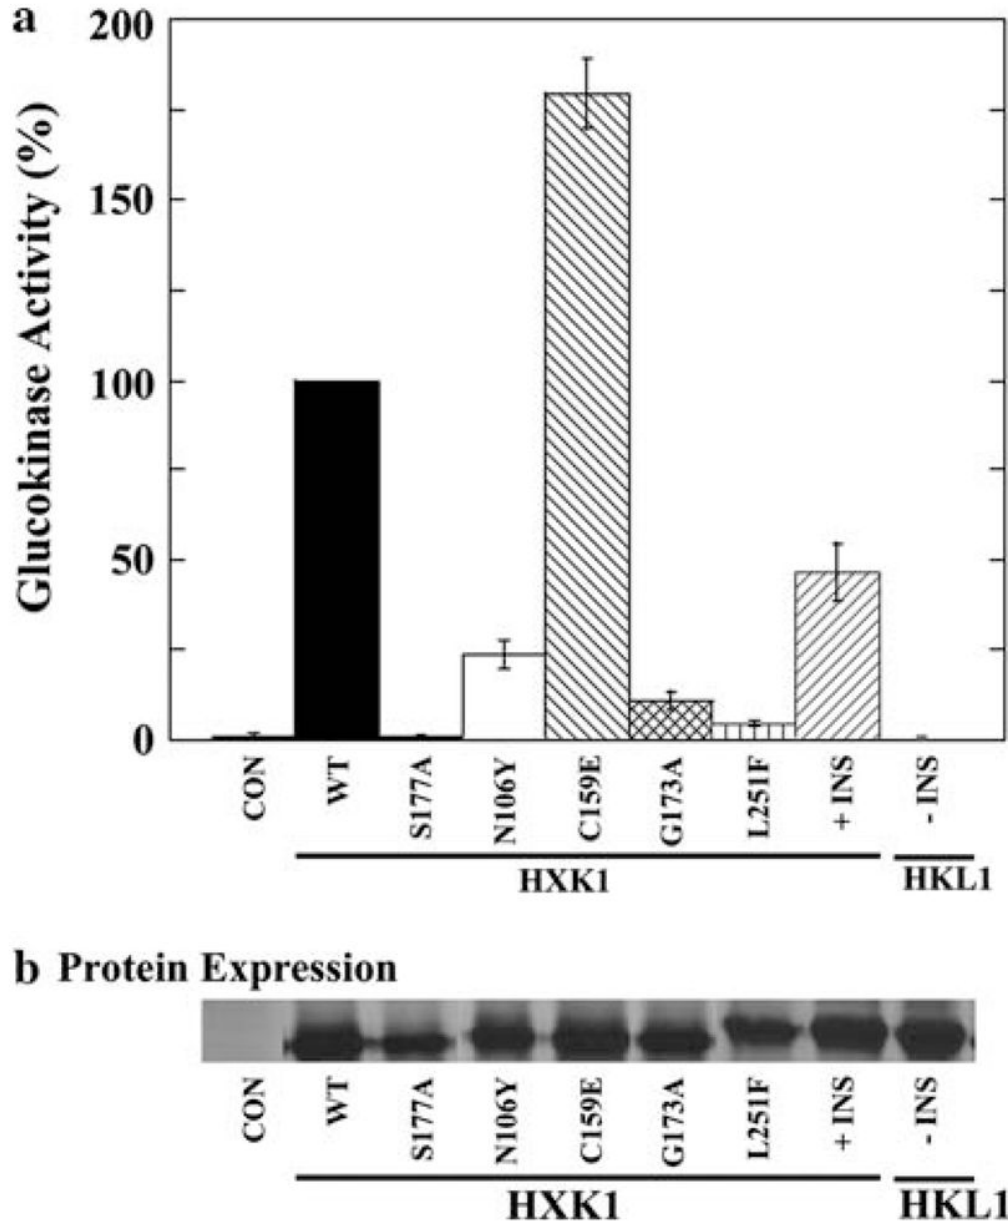 a
Glucokinase Activity (%)
200
150
100
50
0
CON
WT
S177A
N106Y
C159E
G173A
L251F
+ INS
- INS
HXK1
HKL1
b Protein Expression
CON
WT
S177A
N106Y
C159E
G173A
L251F
+ INS
- INS
HXK1
HKL1